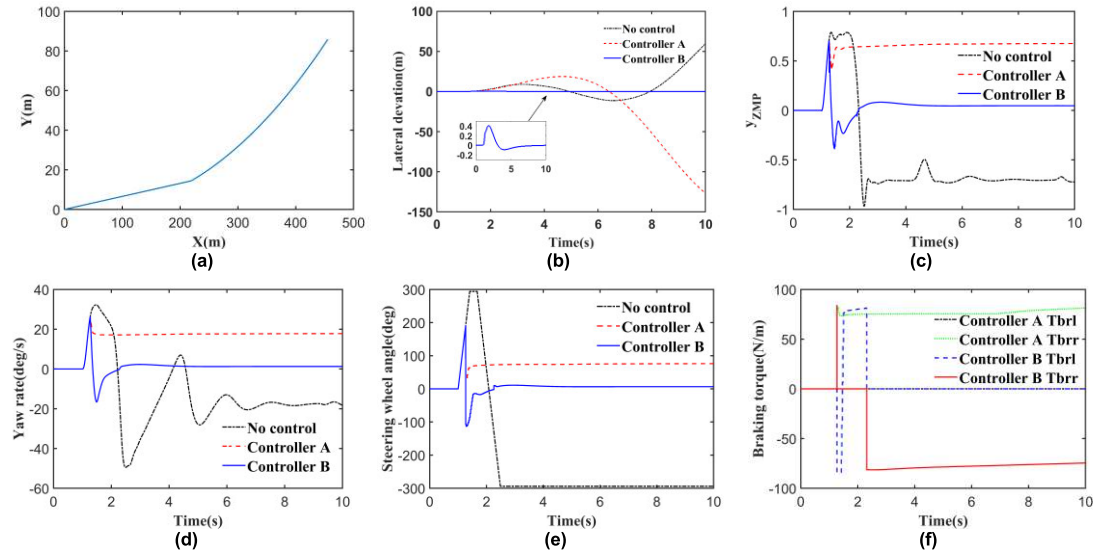 100
80
60
40
20
0
0 100 200 300 400 500
Y(m)
X(m)
(a)
100
50
0
-50
-100
-150
0 2 4 6 8 10
Lateral devation(m)
Time(s)
No control
Controller A
Controller B
0.4
0.2
0
-0.2
0 5 10
(b)
1
0.5
0
-0.5
-1
0 2 4 6 8 10
yZMP
Time(s)
No control
Controller A
Controller B
(c)
40
20
0
-20
-40
-60
0 2 4 6 8 10
Yaw rate(deg/s)
Time(s)
No control
Controller A
Controller B
(d)
300
200
100
0
-100
-200
-300
0 2 4 6 8 10
Steering wheel angle(deg)
Time(s)
No control
Controller A
Controller B
(e)
100
50
0
-50
-100
0 2 4 6 8 10
Braking torque(N/m)
Time(s)
Controller A Tbrl
Controller A Tbrr
Controller B Tbrl
Controller B Tbrr
(f)